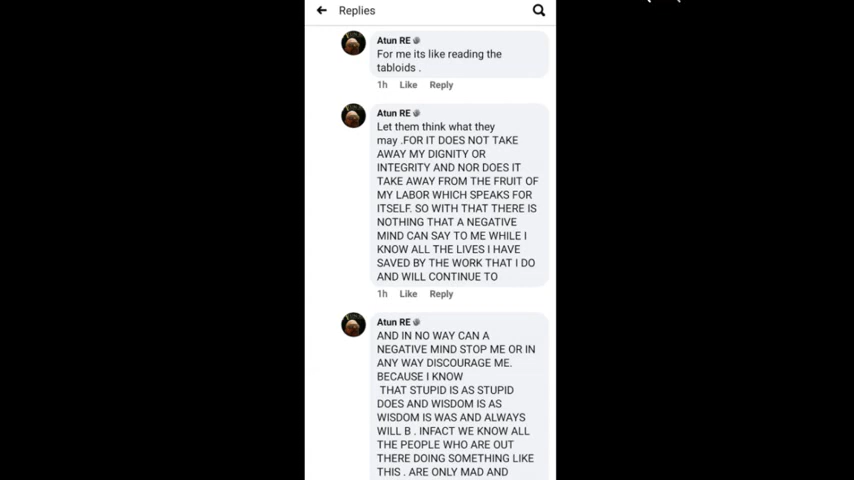 Replies
Atun RE
For me its like reading the
tabloids .
1h Like Reply
Atun RE
Let them think what they
may .FOR IT DOES NOT TAKE
AWAY MY DIGNITY OR
INTEGRITY AND NOR DOES IT
TAKE AWAY FROM THE FRUIT OF
MY LABOR WHICH SPEAKS FOR
ITSELF. SO WITH THAT THERE IS
NOTHING THAT A NEGATIVE
MIND CAN SAY TO ME WHILE I
KNOW ALL THE LIVES I HAVE
SAVED BY THE WORK THAT I DO
AND WILL CONTINUE TO
1h Like Reply
Atun RE
AND IN NO WAY CAN A
NEGATIVE MIND STOP ME OR IN
ANY WAY DISCOURAGE ME.
BECAUSE I KNOW
THAT STUPID IS AS STUPID
DOES AND WISDOM IS AS
WISDOM IS WAS AND ALWAYS
WILL B . INFACT WE KNOW ALL
THE PEOPLE WHO ARE OUT
THERE DOING SOMETHING LIKE
THIS . ARE ONLY MAD AND